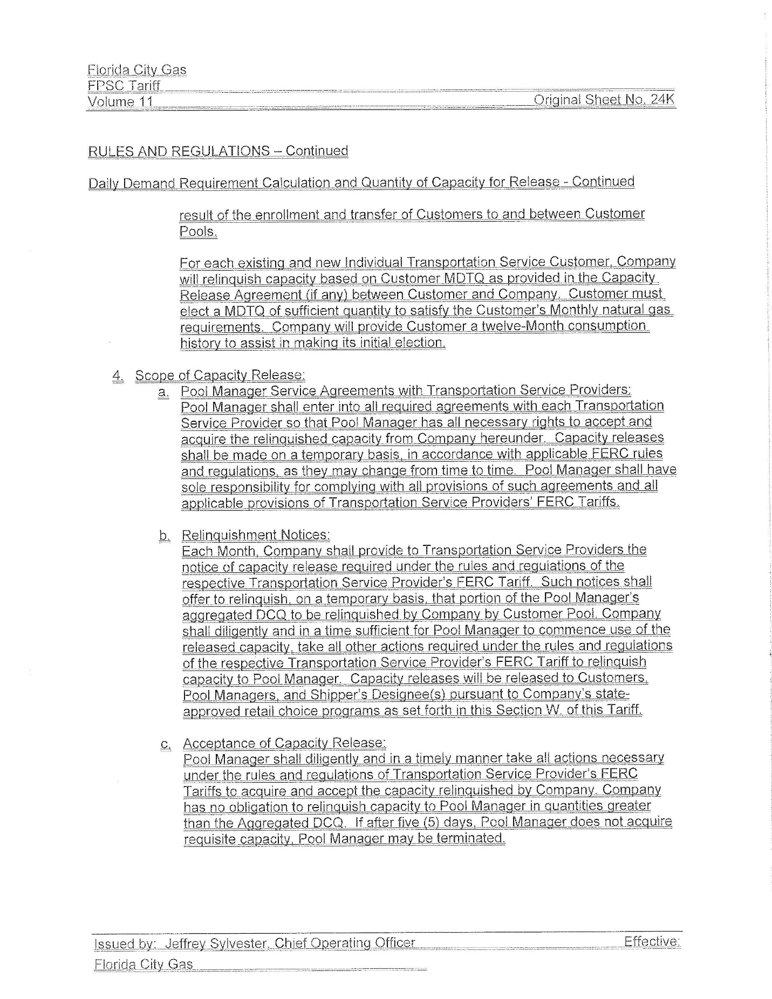 Florida City Gas
FPSC Tariff
Volume 11 Original Sheet No. 24K
RULES AND REGULATIONS – Continued
Daily Demand Requirement Calculation and Quantity of Capacity for Release - Continued
result of the enrollment and transfer of Customers to and between Customer
Pools.
For each existing and new Individual Transportation Service Customer, Company
will relinquish capacity based on Customer MDTQ as provided in the Capacity
Release Agreement (if any) between Customer and Company. Customer must
elect a MDTQ of sufficient quantity to satisfy the Customer's Monthly natural gas
requirements. Company will provide Customer a twelve-Month consumption
history to assist in making its initial election.
4. Scope of Capacity Release:
a. Pool Manager Service Agreements with Transportation Service Providers:
Pool Manager shall enter into all required agreements with each Transportation
Service Provider so that Pool Manager has all necessary rights to accept and
acquire the relinquished capacity from Company hereunder. Capacity releases
shall be made on a temporary basis, in accordance with applicable FERC rules
and regulations, as they may change from time to time. Pool Manager shall have
sole responsibility for complying with all provisions of such agreements and all
applicable provisions of Transportation Service Providers' FERC Tariffs.
b. Relinquishment Notices:
Each Month, Company shall provide to Transportation Service Providers the
notice of capacity release required under the rules and regulations of the
respective Transportation Service Provider's FERC Tariff. Such notices shall
offer to relinquish, on a temporary basis, that portion of the Pool Manager's
aggregated DCQ to be relinquished by Company by Customer Pool. Company
shall diligently and in a time sufficient for Pool Manager to commence use of the
released capacity, take all other actions required under the rules and regulations
of the respective Transportation Service Provider's FERC Tariff to relinquish
capacity to Pool Manager. Capacity releases will be released to Customers,
Pool Managers, and Shipper's Designee(s) pursuant to Company's state-
approved retail choice programs as set forth in this Section W. of this Tariff.
c. Acceptance of Capacity Release:
Pool Manager shall diligently and in a timely manner take all actions necessary
under the rules and regulations of Transportation Service Provider's FERC
Tariffs to acquire and accept the capacity relinquished by Company. Company
has no obligation to relinquish capacity to Pool Manager in quantities greater
than the Aggregated DCQ. If after five (5) days, Pool Manager does not acquire
requisite capacity, Pool Manager may be terminated.
Issued by: Jeffrey Sylvester, Chief Operating Officer Effective:
Florida City Gas